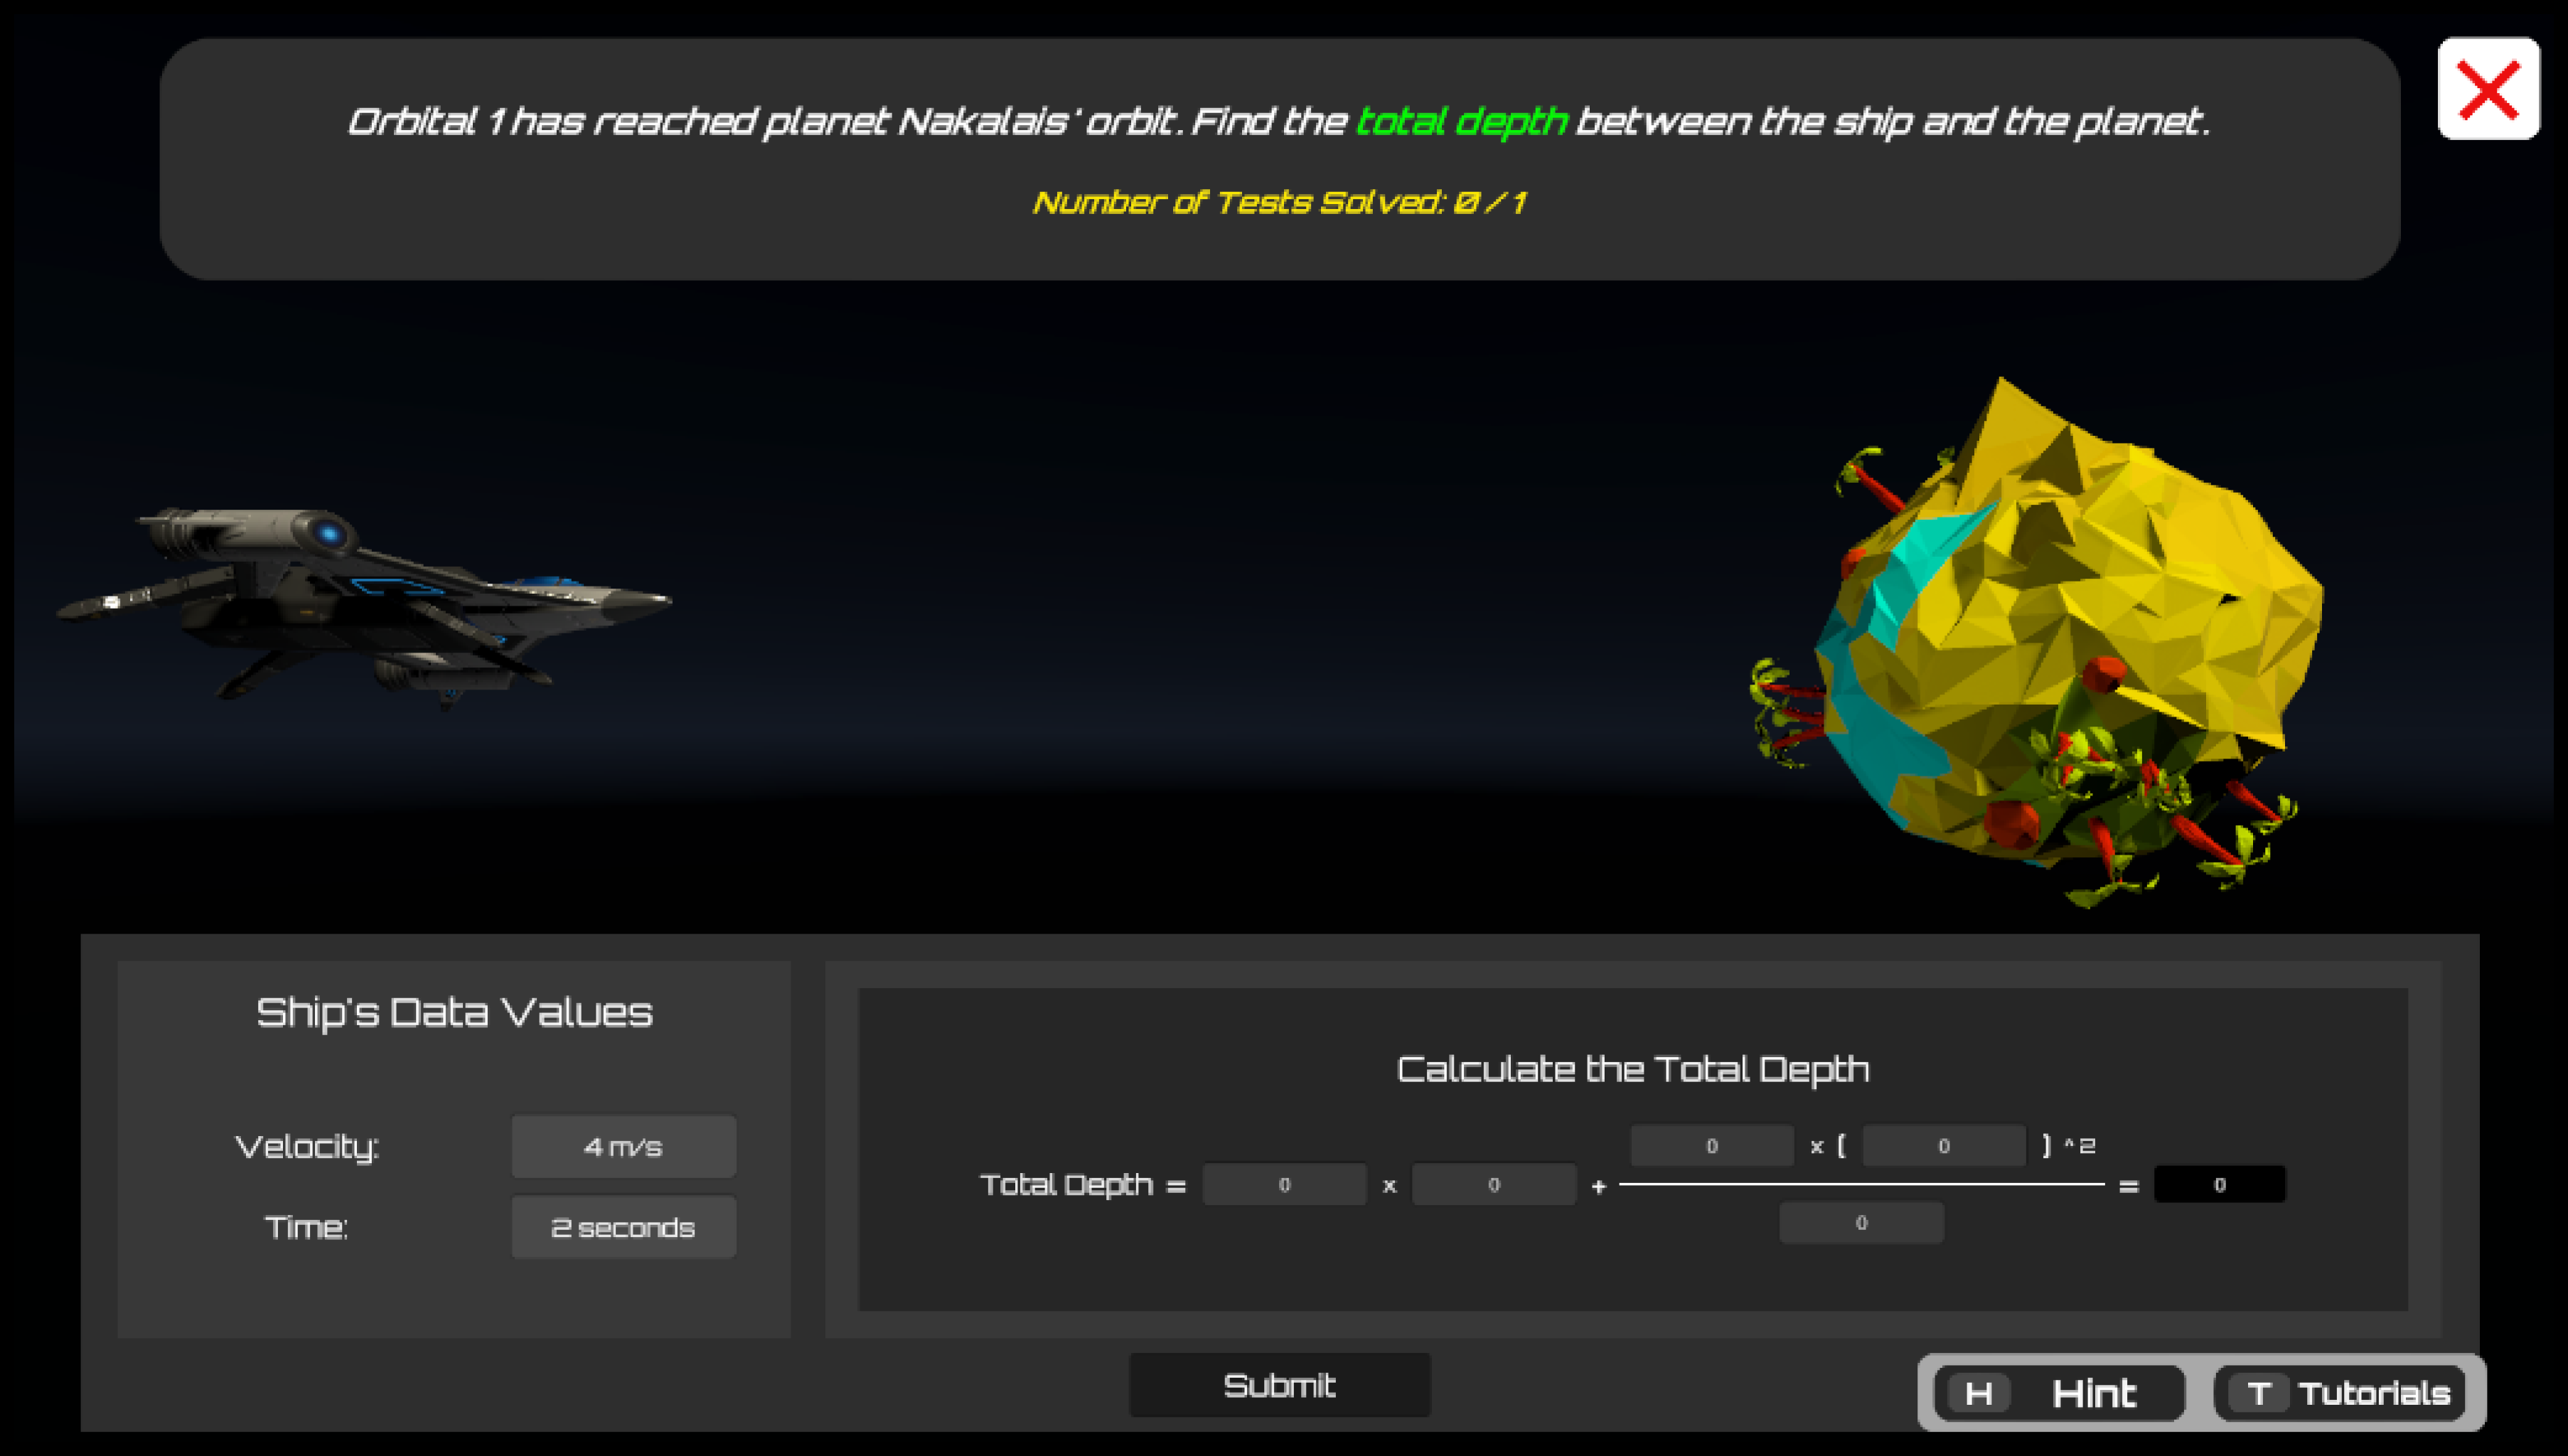 Orbital 1 has reached planet Nakalais' orbit. Find the total depth between the ship and the planet.
Number of Tests Solved: 0 / 1
Ship's Data Values
Velocity: 4 m/s
Time: 2 seconds
Calculate the Total Depth
0 x [ 0 ] ^2
Total Depth = 0 x 0 + = 0
0
Submit
H Hint T Tutorials